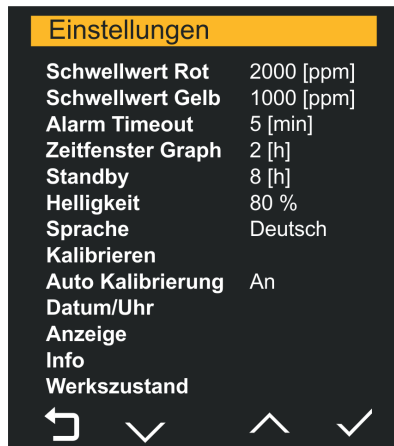 Einstellungen
Schwellwert Rot 2000 [ppm]
Schwellwert Gelb 1000 [ppm]
Alarm Timeout 5 [min]
Zeitfenster Graph 2 [h]
Standby 8 [h]
Helligkeit 80 %
Sprache Deutsch
Kalibrieren
Auto Kalibrierung An
Datum/Uhr
Anzeige
Info
Werkszustand